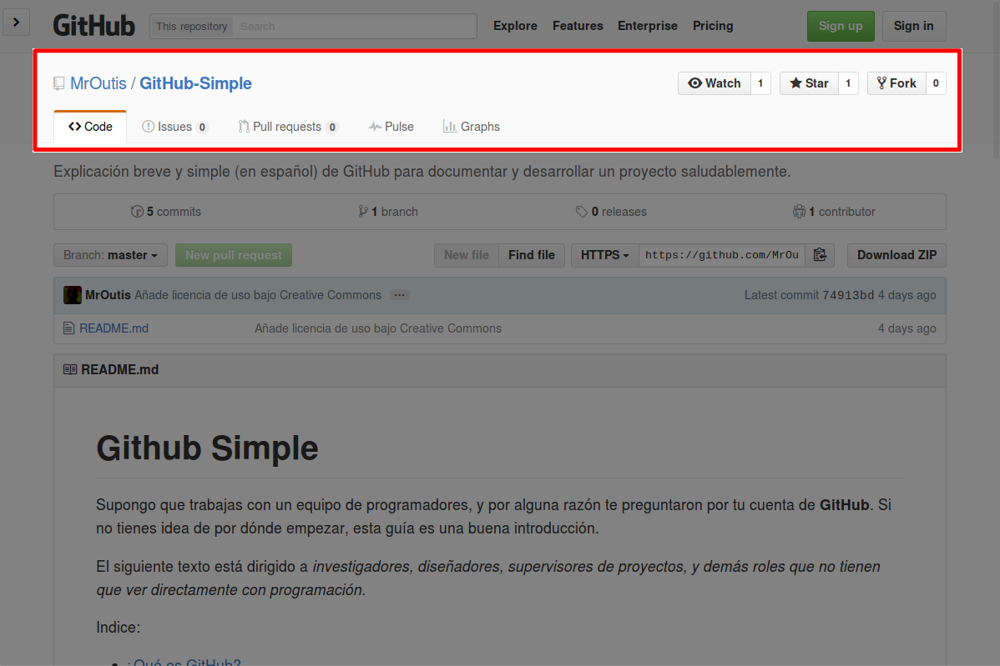 GitHub This repository Search Explore Features Enterprise Pricing Sign up Sign in
MrOutis / GitHub-Simple Watch 1 Star 1 Fork 0
Code Issues 0 Pull requests 0 Pulse Graphs
Explicación breve y simple (en español) de GitHub para documentar y desarrollar un proyecto saludablemente.
5 commits 1 branch 0 releases 1 contributor
Branch: master New pull request New file Find file HTTPS https://github.com/MrOu Download ZIP
MrOutis Añade licencia de uso bajo Creative Commons ... Latest commit 74913bd 4 days ago
README.md Añade licencia de uso bajo Creative Commons 4 days ago
README.md
Github Simple
Supongo que trabajas con un equipo de programadores, y por alguna razón te preguntaron por tu cuenta de GitHub. Si
no tienes idea de por dónde empezar, esta guía es una buena introducción.
El siguiente texto está dirigido a investigadores, diseñadores, supervisores de proyectos, y demás roles que no tienen
que ver directamente con programación.
Indice:
• ¿Qué es GitHub?